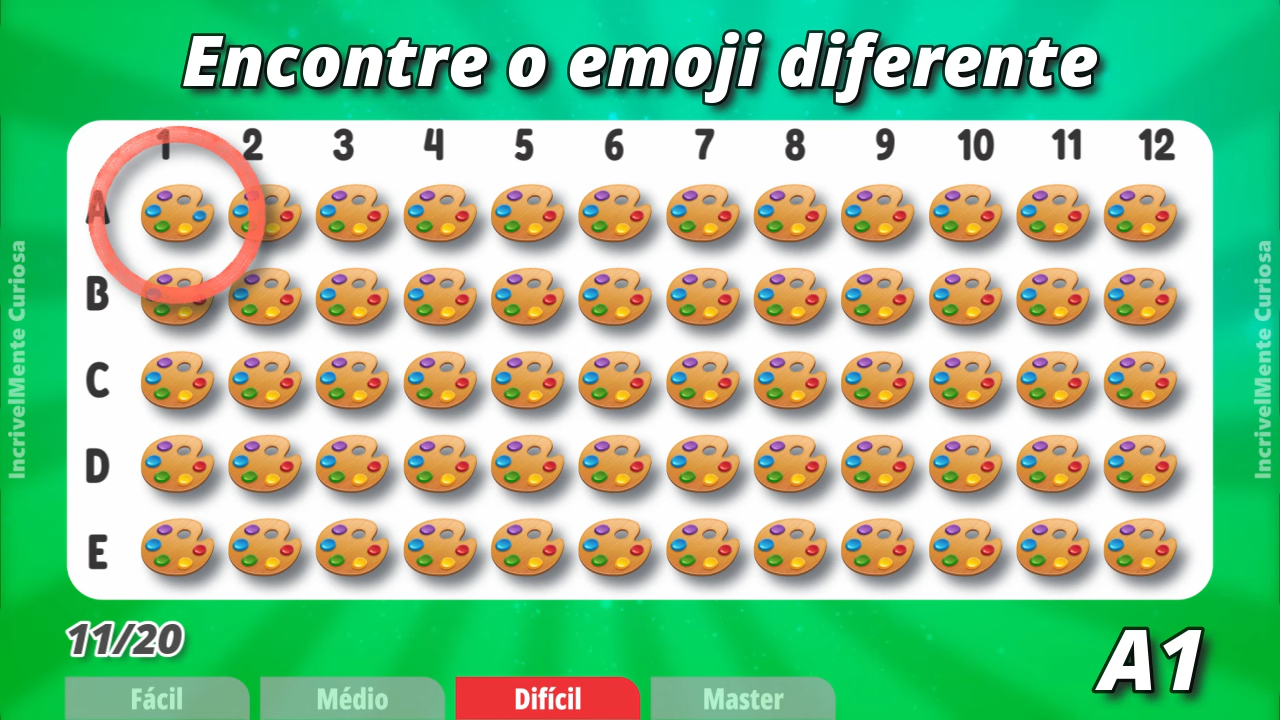 Encontre o emoji diferente
1 2 3 4 5 6 7 8 9 10 11 12
A
B
C
D
E
IncrivelMente Curiosa
IncrivelMente Curiosa
11/20
A1
Fácil Médio Difícil Master